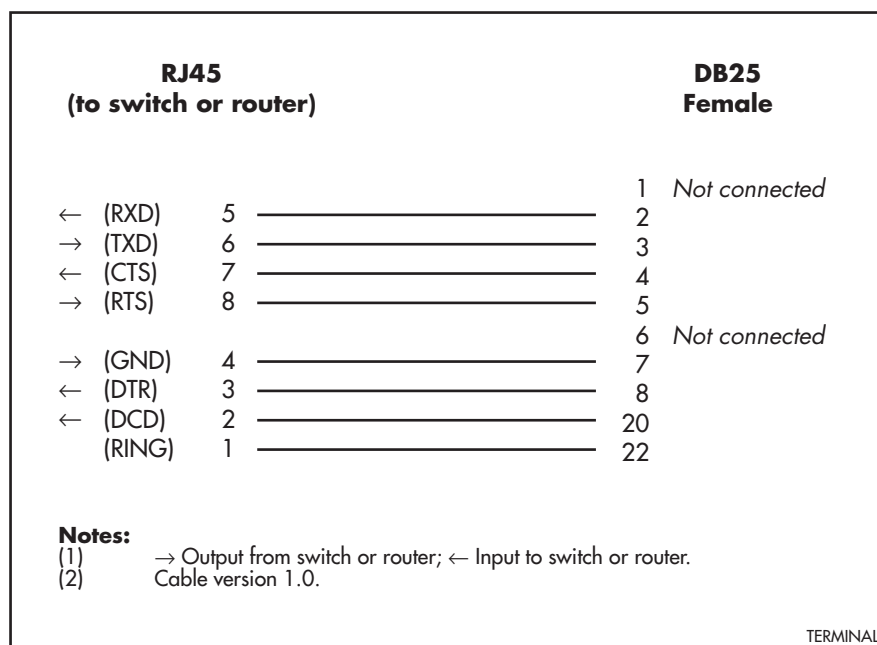 RJ45
(to switch or router)
DB25
Female
1 Not connected
← (RXD) 5 2
→ (TXD) 6 3
← (CTS) 7 4
→ (RTS) 8 5
6 Not connected
→ (GND) 4 7
← (DTR) 3 8
← (DCD) 2 20
(RING) 1 22
Notes:
(1) → Output from switch or router; ← Input to switch or router.
(2) Cable version 1.0.
TERMINAL